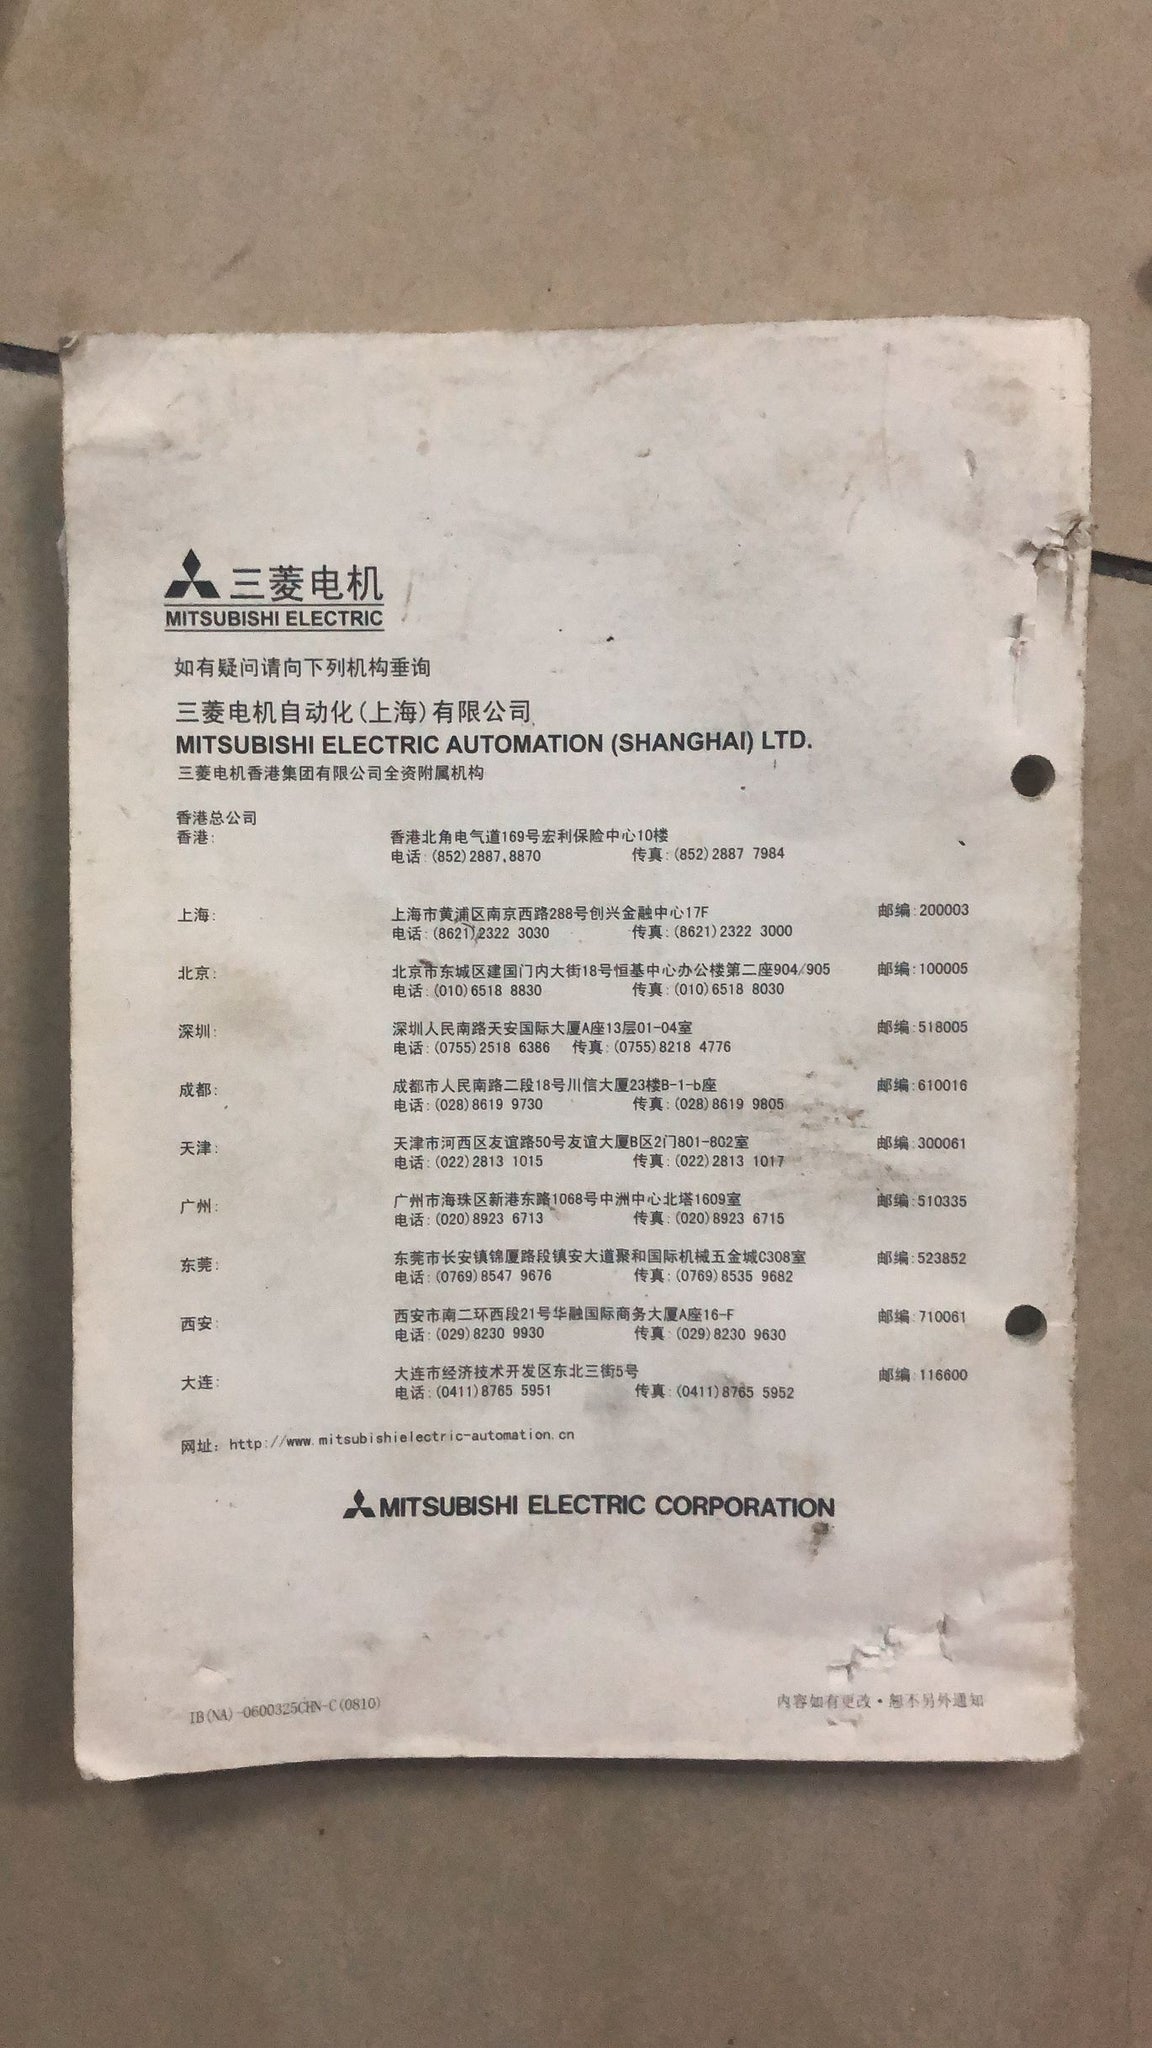 三菱电机
MITSUBISHI ELECTRIC
如有疑问请向下列机构垂询
三菱电机自动化(上海)有限公司
MITSUBISHI ELECTRIC AUTOMATION (SHANGHAI) LTD.
三菱电机香港集团有限公司全资附属机构
香港总公司
香港: 香港北角电气道169号宏利保险中心10楼
电话:(852)2887,8870 传真:(852)2887 7984
上海: 上海市黄浦区南京西路288号创兴金融中心17F 邮编:200003
电话:(8621)2322 3030 传真:(8621)2322 3000
北京: 北京市东城区建国门内大街18号恒基中心办公楼第二座904/905 邮编:100005
电话:(010)6518 8830 传真:(010)6518 8030
深圳: 深圳人民南路天安国际大厦A座13层01-04室 邮编:518005
电话:(0755)2518 6386 传真:(0755)8218 4776
成都: 成都市人民南路二段18号川信大厦23楼B-1-b座 邮编:610016
电话:(028)8619 9730 传真:(028)8619 9805
天津: 天津市河西区友谊路50号友谊大厦B区2门801-802室 邮编:300061
电话:(022)2813 1015 传真:(022)2813 1017
广州: 广州市海珠区新港东路1068号中洲中心北塔1609室 邮编:510335
电话:(020)8923 6713 传真:(020)8923 6715
东莞: 东莞市长安镇锦厦路段镇安大道聚和国际机械五金城C308室 邮编:523852
电话:(0769)8547 9676 传真:(0769)8535 9682
西安: 西安市南二环西段21号华融国际商务大厦A座16-F 邮编:710061
电话:(029)8230 9930 传真:(029)8230 9630
大连: 大连市经济技术开发区东北三街5号 邮编:116600
电话:(0411)8765 5951 传真:(0411)8765 5952
网址: http://www.mitsubishielectric-automation.cn
MITSUBISHI ELECTRIC CORPORATION
IB(NA)-0600325CHN-C(0810) 内容如有更改·恕不另外通知